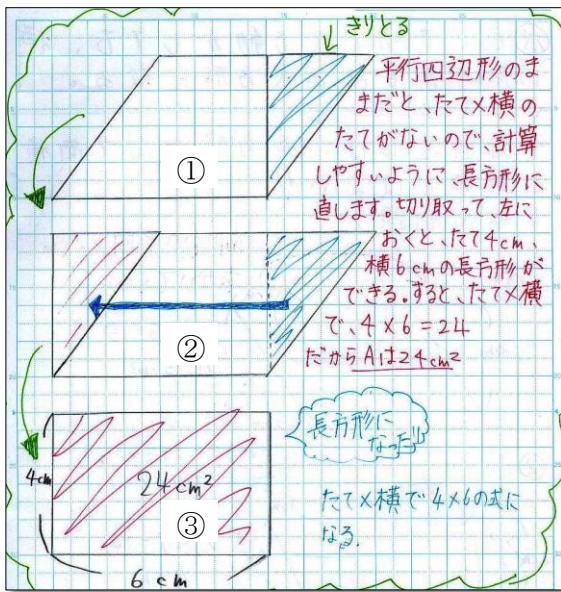 きりとる
平行四辺形のま
まだと、たて×横の
たてがないので、計算
しやすいように、長方形に
直します。切り取って、左に
おくと、たて4cm、
横6cmの長方形が
できる。すると、たて×横
で、4×6=24
だからAは24cm²
①
②
③
長方形に
なった!!
4cm
24cm²
6cm
たて×横で4×6の式に
なる。